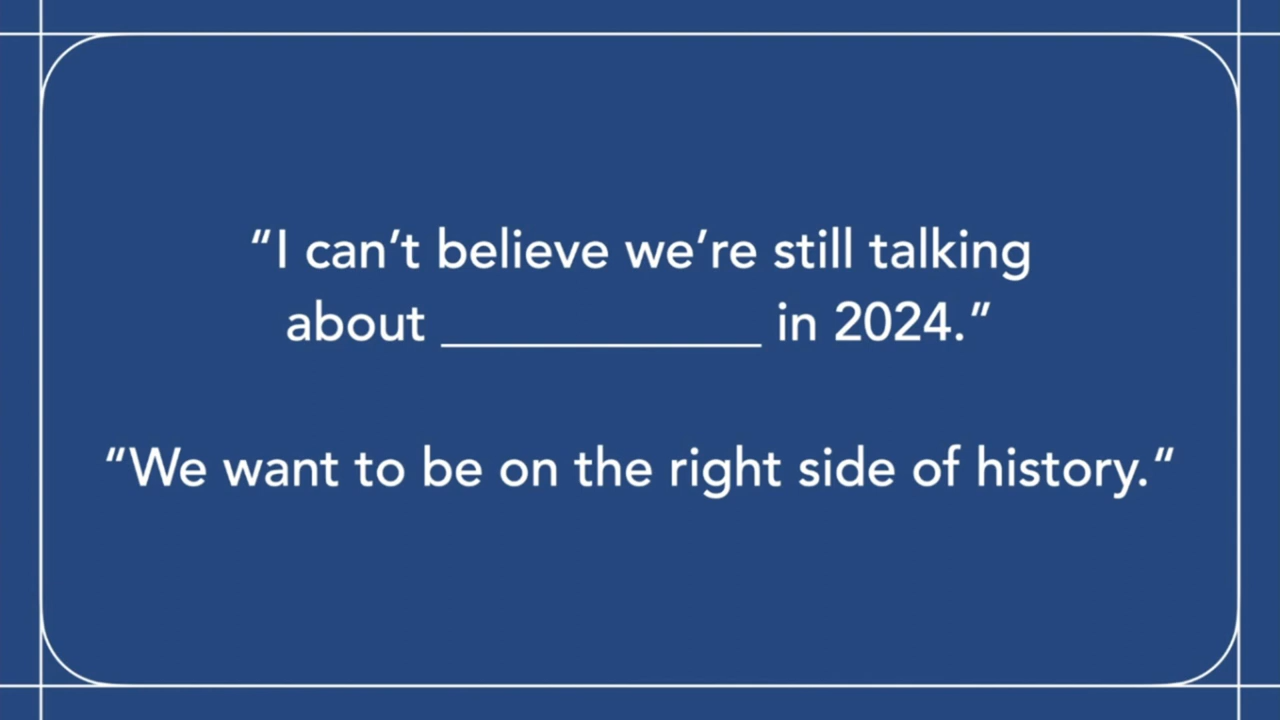 “I can’t believe we’re still talking
about ____________ in 2024.”
“We want to be on the right side of history.“